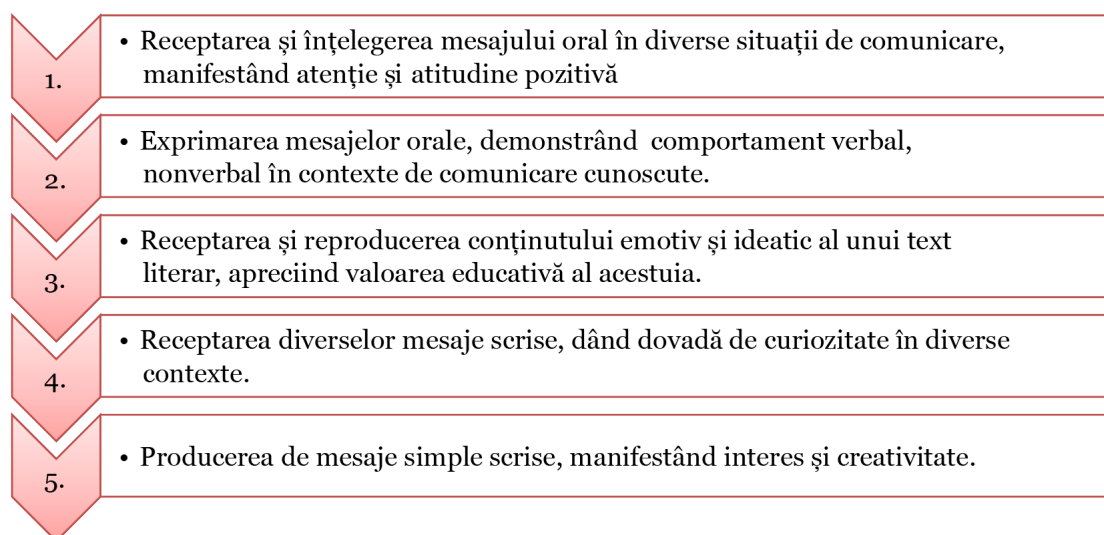 1.
• Receptarea și înțelegerea mesajului oral în diverse situații de comunicare,
manifestând atenție și atitudine pozitivă
2.
• Exprimarea mesajelor orale, demonstrând comportament verbal,
nonverbal în contexte de comunicare cunoscute.
3.
• Receptarea și reproducerea conținutului emotiv și ideatic al unui text
literar, apreciind valoarea educativă al acestuia.
4.
• Receptarea diverselor mesaje scrise, dând dovadă de curiozitate în diverse
contexte.
5.
• Producerea de mesaje simple scrise, manifestând interes și creativitate.